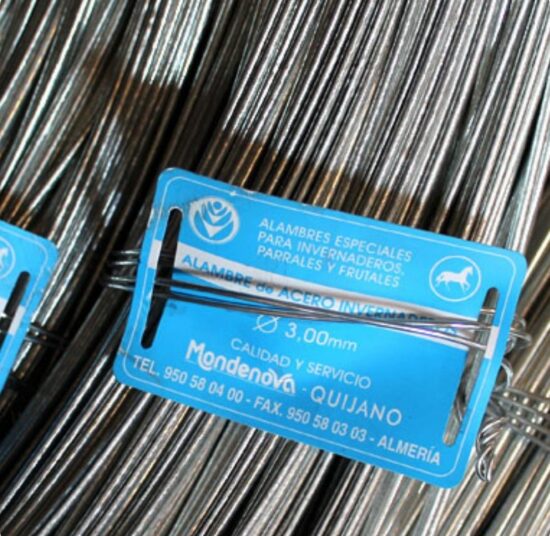 ALAMBRES ESPECIALES
PARA INVERNADEROS,
PARRALES Y FRUTALES
ALAMBRE de ACERO INVERNADERO
Ø 3,00mm
CALIDAD Y SERVICIO
Mondenova - QUIJANO
TEL. 950 58 04 00 - FAX. 950 58 03 03 - ALMERÍA